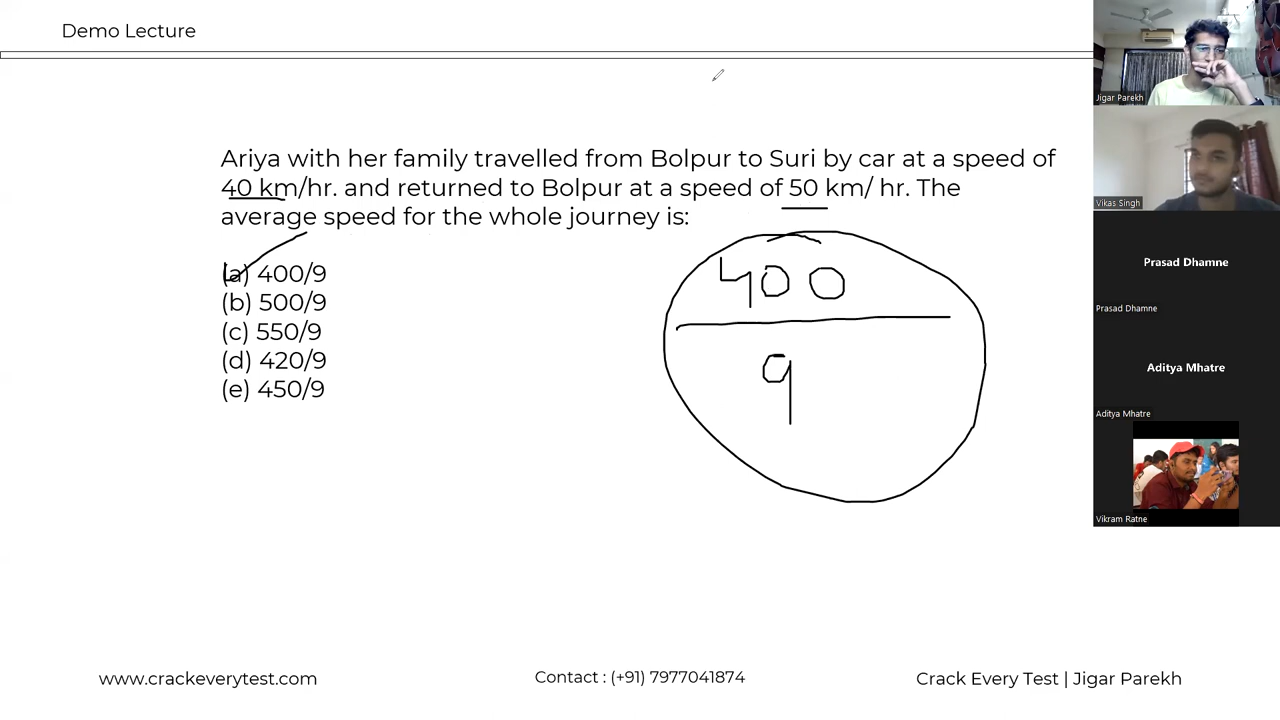 Demo Lecture
Ariya with her family travelled from Bolpur to Suri by car at a speed of
40 km/hr. and returned to Bolpur at a speed of 50 km/ hr. The
average speed for the whole journey is:
(a) 400/9
(b) 500/9
(c) 550/9
(d) 420/9
(e) 450/9
400
9
Jigar Parekh
Vikas Singh
Prasad Dhamne
Prasad Dhamne
Aditya Mhatre
Aditya Mhatre
Vikram Ratne
www.crackeverytest.com
Contact : (+91) 7977041874
Crack Every Test | Jigar Parekh